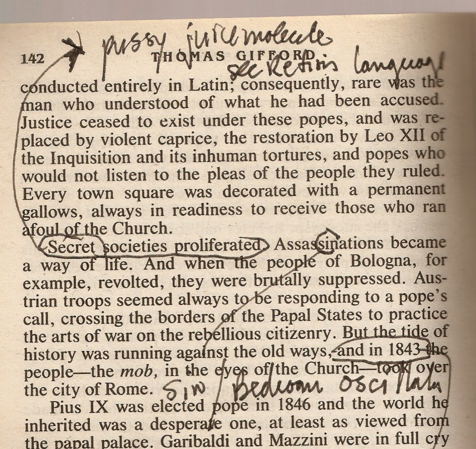 pussy juice molecule
142 THOMAS GIFFORD
secretions language
conducted entirely in Latin; consequently, rare was the
man who understood of what he had been accused.
Justice ceased to exist under these popes, and was re-
placed by violent caprice, the restoration by Leo XII of
the Inquisition and its inhuman tortures, and popes who
would not listen to the pleas of the people they ruled.
Every town square was decorated with a permanent
gallows, always in readiness to receive those who ran
afoul of the Church.
Secret societies proliferated. Assassinations became
a way of life. And when the people of Bologna, for
example, revolted, they were brutally suppressed. Aus-
trian troops seemed always to be responding to a pope's
call, crossing the borders of the Papal States to practice
the arts of war on the rebellious citizenry. But the tide of
history was running against the old ways, and in 1843 the
people—the mob, in the eyes of the Church—took over
the city of Rome.
sin / bedroom
Pius IX was elected pope in 1846 and the world he
inherited was a desperate one, at least as viewed from
the papal palace. Garibaldi and Mazzini were in full cry